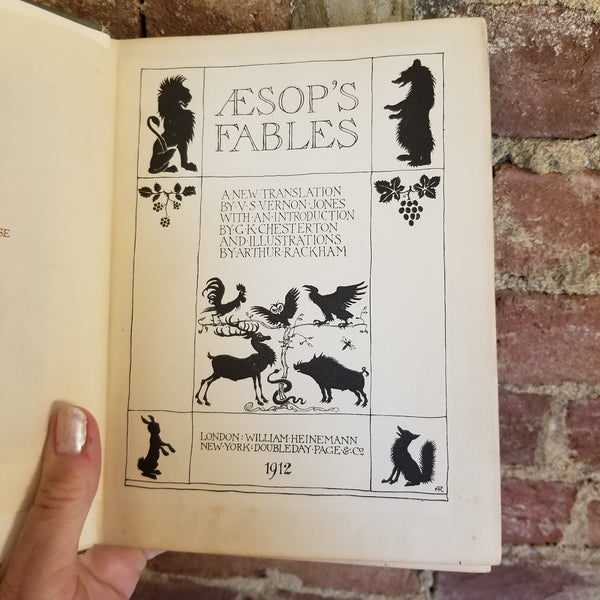 ÆSOP'S
FABLES
A·NEW·TRANSLATION
BY·V·S·VERNON·JONES
WITH·AN·INTRODUCTION
BY·G·K·CHESTERTON
AND·ILLUSTRATIONS
BY·ARTHUR·RACKHAM
LONDON: WILLIAM·HEINEMANN
NEW·YORK: DOUBLEDAY·PAGE·&·Co
1912
AR